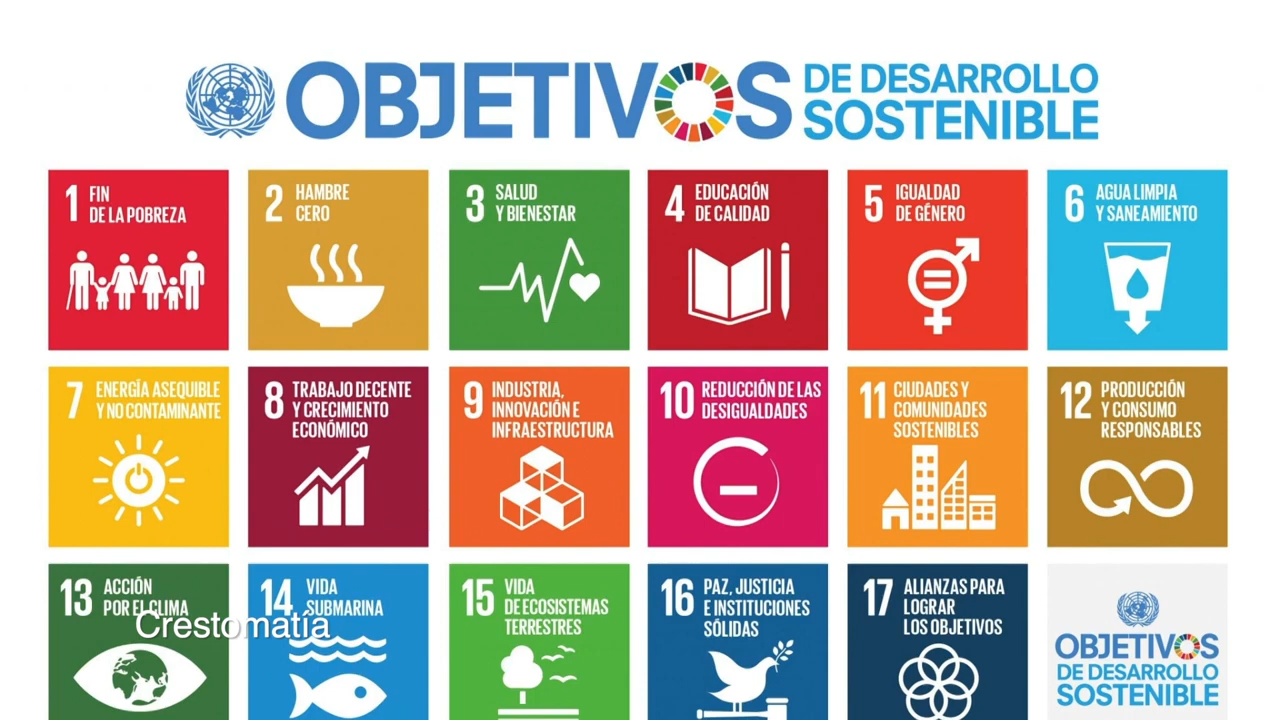 OBJETIVOS DE DESARROLLO
SOSTENIBLE
1 FIN
DE LA POBREZA
2 HAMBRE
CERO
3 SALUD
Y BIENESTAR
4 EDUCACIÓN
DE CALIDAD
5 IGUALDAD
DE GÉNERO
6 AGUA LIMPIA
Y SANEAMIENTO
7 ENERGÍA ASEQUIBLE
Y NO CONTAMINANTE
8 TRABAJO DECENTE
Y CRECIMIENTO
ECONÓMICO
9 INDUSTRIA,
INNOVACIÓN E
INFRAESTRUCTURA
10 REDUCCIÓN DE LAS
DESIGUALDADES
11 CIUDADES Y
COMUNIDADES
SOSTENIBLES
12 PRODUCCIÓN
Y CONSUMO
RESPONSABLES
13 ACCIÓN
POR EL CLIMA
14 VIDA
SUBMARINA
15 VIDA
DE ECOSISTEMAS
TERRESTRES
16 PAZ, JUSTICIA
E INSTITUCIONES
SÓLIDAS
17 ALIANZAS PARA
LOGRAR
LOS OBJETIVOS
OBJETIVOS
DE DESARROLLO
SOSTENIBLE
Crestomatía